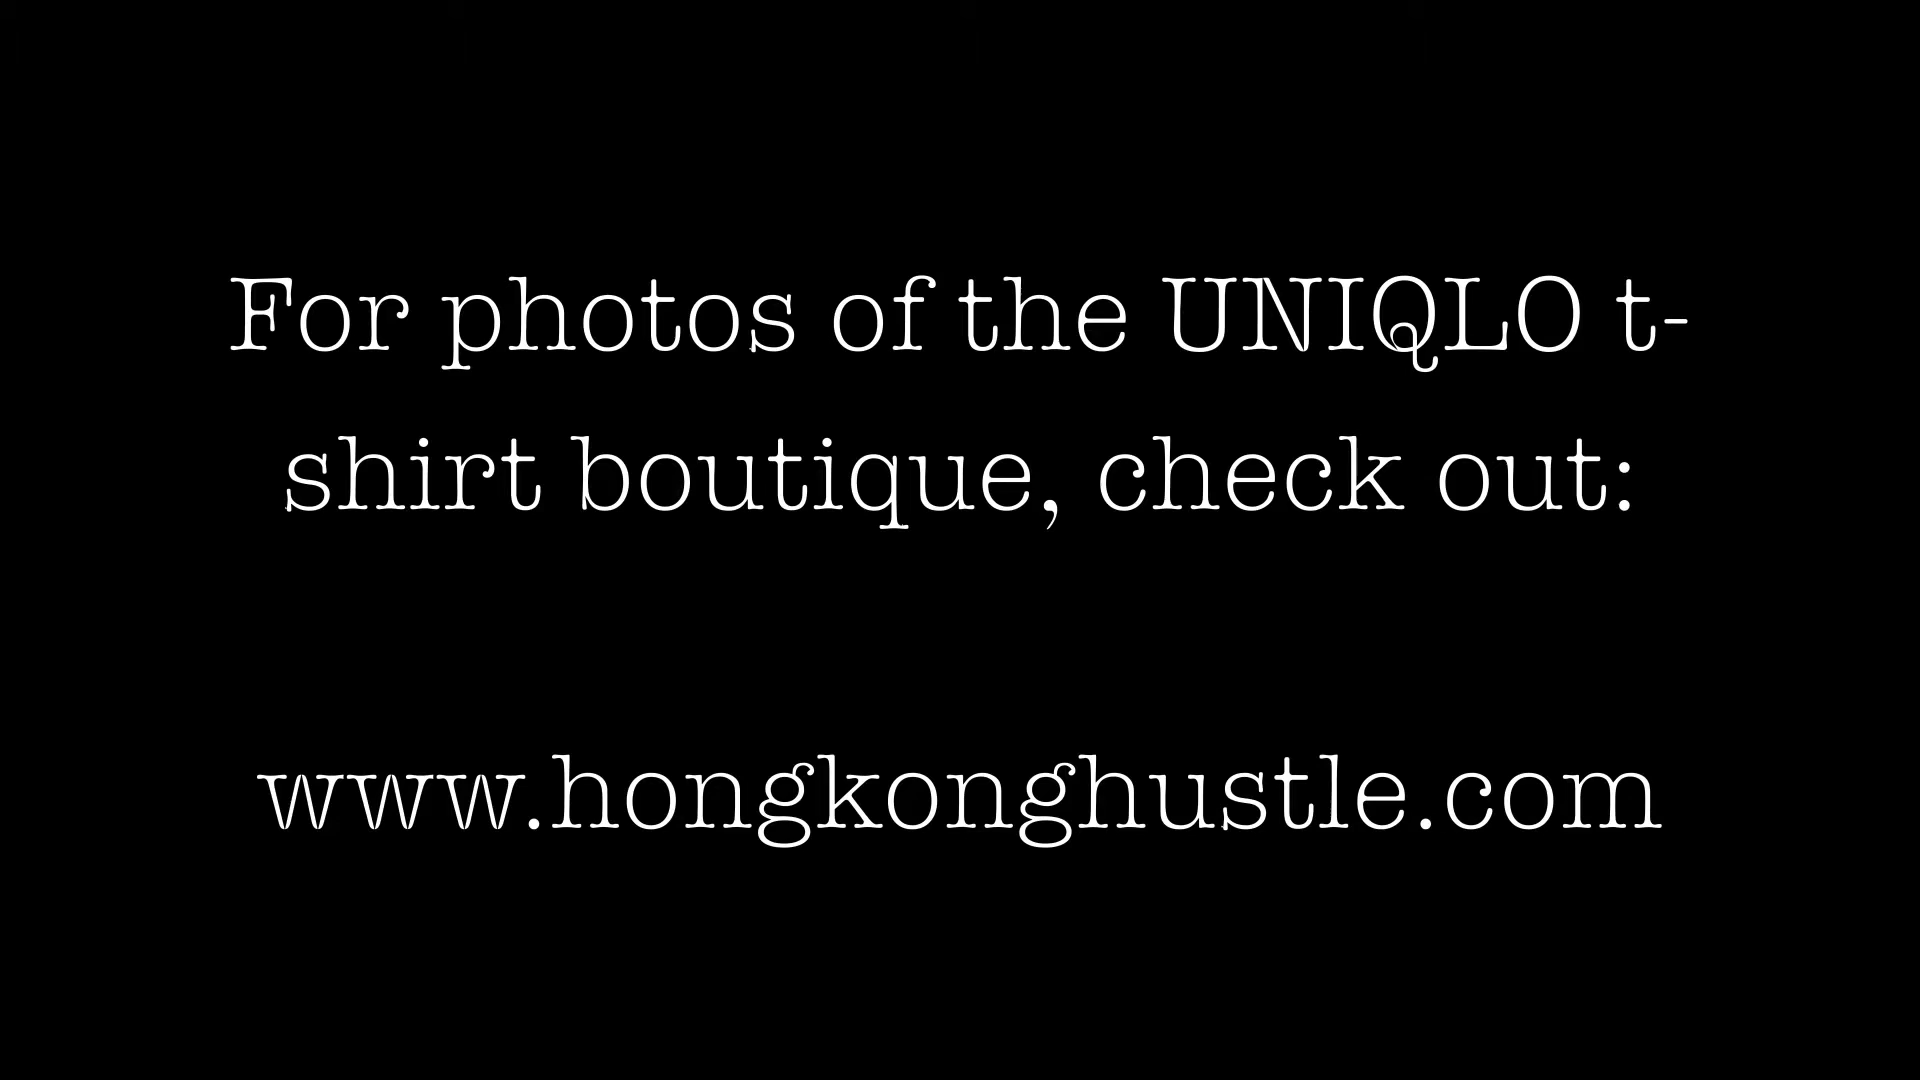 For photos of the UNIQLO t-
shirt boutique, check out:
www.hongkonghustle.com